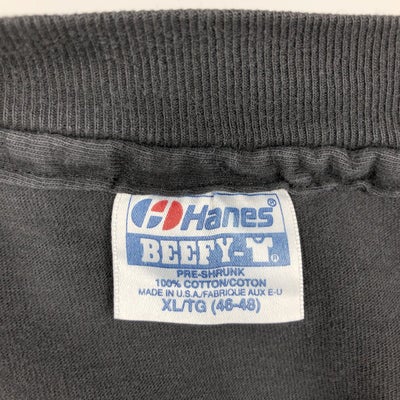 Hanes®
BEEFY-T®
PRE-SHRUNK
100% COTTON/COTON
MADE IN U.S.A./FABRIQUE AUX E-U
XL/TG (46-48)